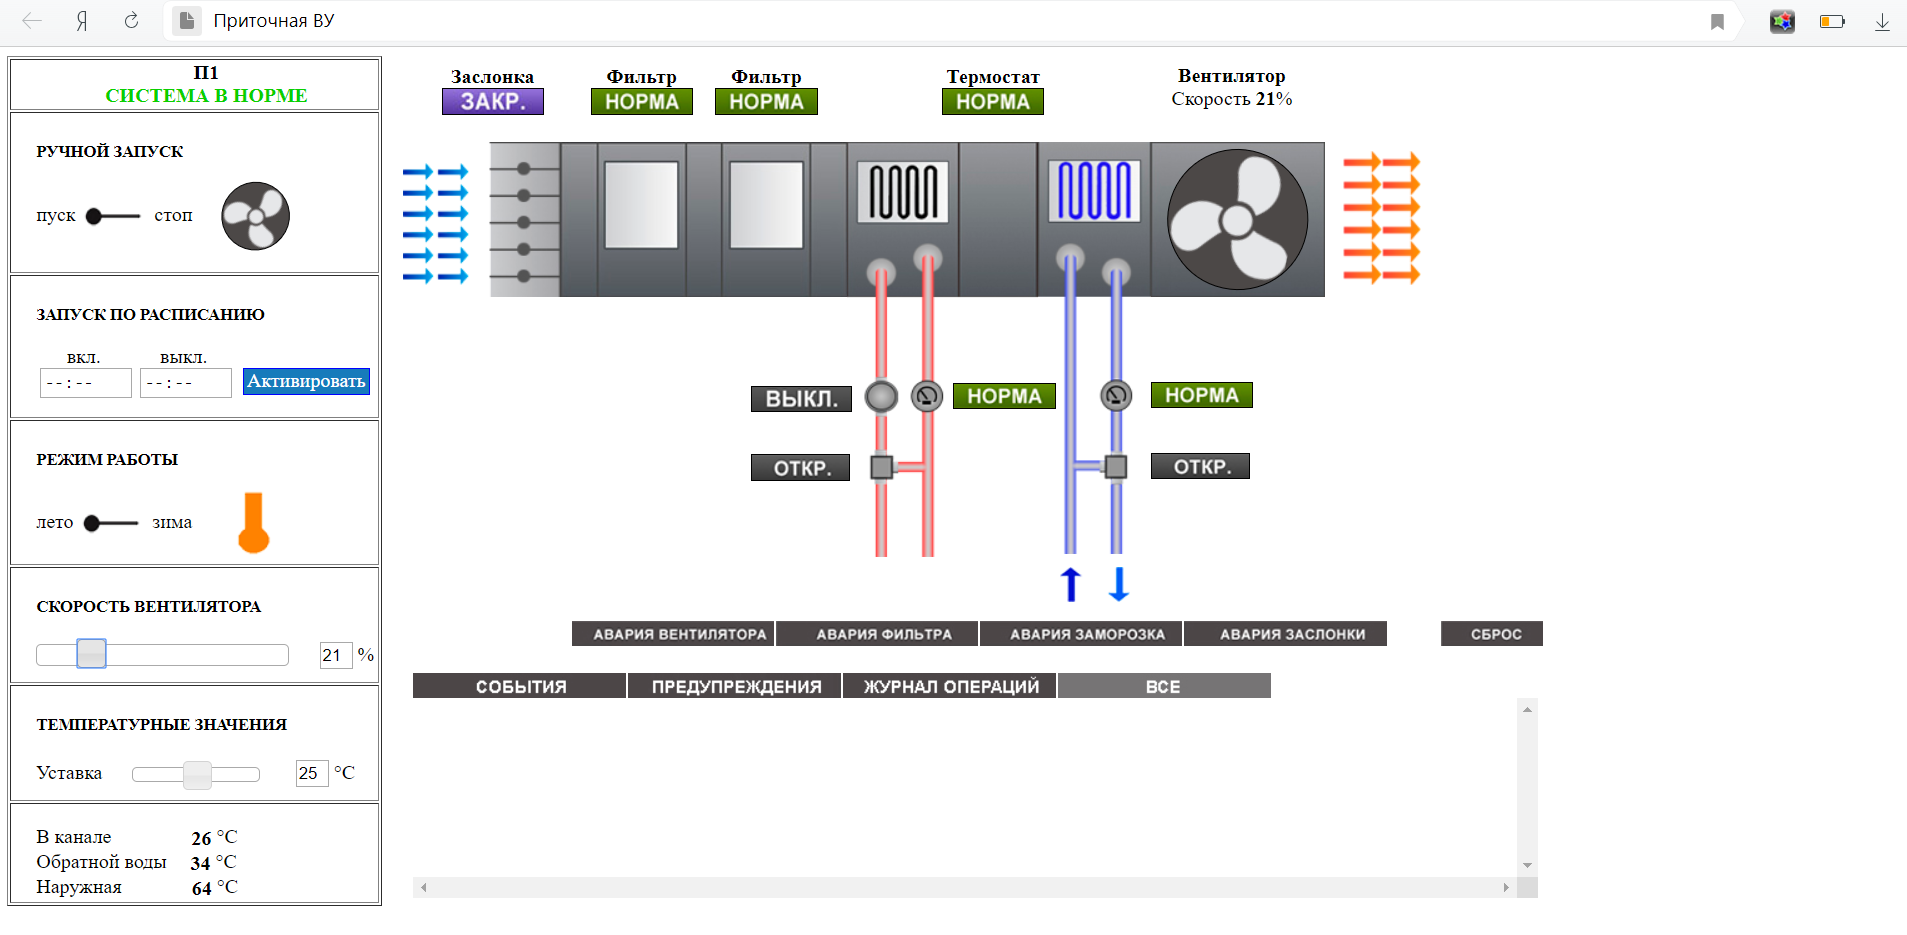 Приточная ВУ
П1
СИСТЕМА В НОРМЕ
РУЧНОЙ ЗАПУСК
пуск стоп
ЗАПУСК ПО РАСПИСАНИЮ
вкл. выкл.
--:-- --:-- Активировать
РЕЖИМ РАБОТЫ
лето зима
СКОРОСТЬ ВЕНТИЛЯТОРА
21 %
ТЕМПЕРАТУРНЫЕ ЗНАЧЕНИЯ
Уставка 25 °C
В канале 26 °C
Обратной воды 34 °C
Наружная 64 °C
Заслонка Фильтр Фильтр Термостат Вентилятор
ЗАКР. НОРМА НОРМА НОРМА Скорость 21%
ВЫКЛ. НОРМА НОРМА
ОТКР. ОТКР.
АВАРИЯ ВЕНТИЛЯТОРА АВАРИЯ ФИЛЬТРА АВАРИЯ ЗАМОРОЗКА АВАРИЯ ЗАСЛОНКИ СБРОС
СОБЫТИЯ ПРЕДУПРЕЖДЕНИЯ ЖУРНАЛ ОПЕРАЦИЙ ВСЕ